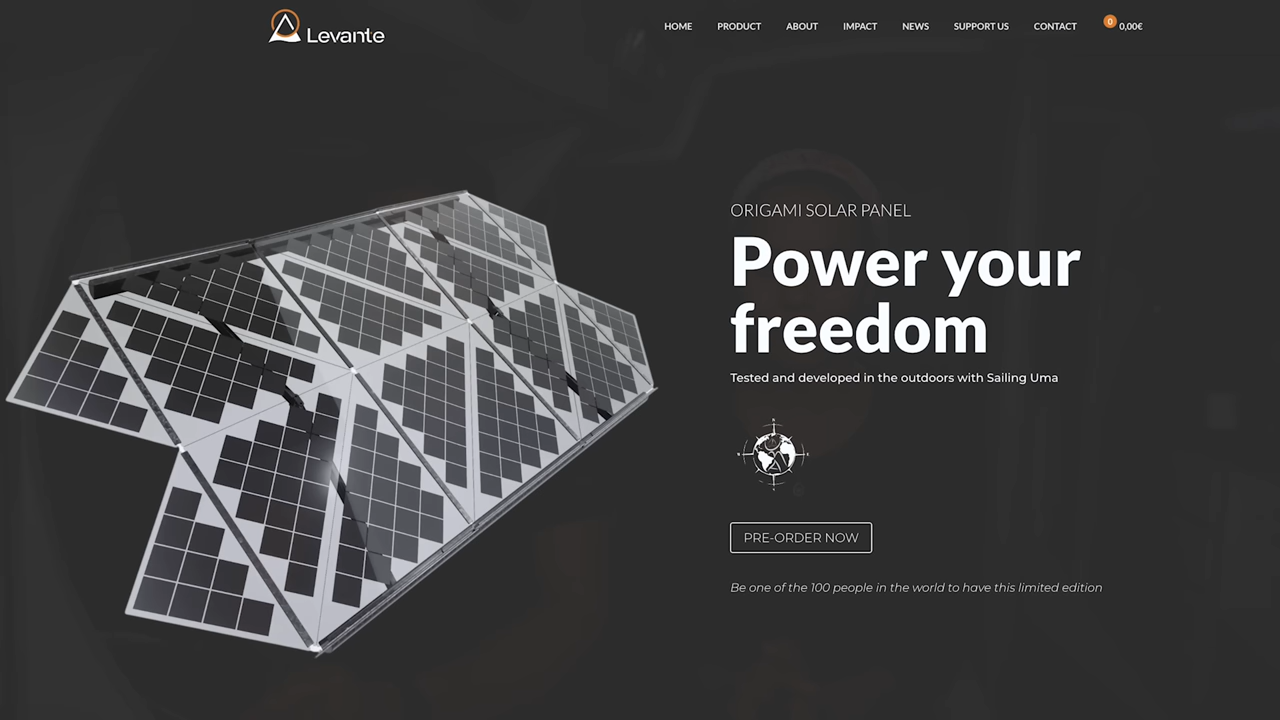 Levante
HOME PRODUCT ABOUT IMPACT NEWS SUPPORT US CONTACT 0 0,00€
ORIGAMI SOLAR PANEL
Power your
freedom
Tested and developed in the outdoors with Sailing Uma
N
PRE-ORDER NOW
Be one of the 100 people in the world to have this limited edition